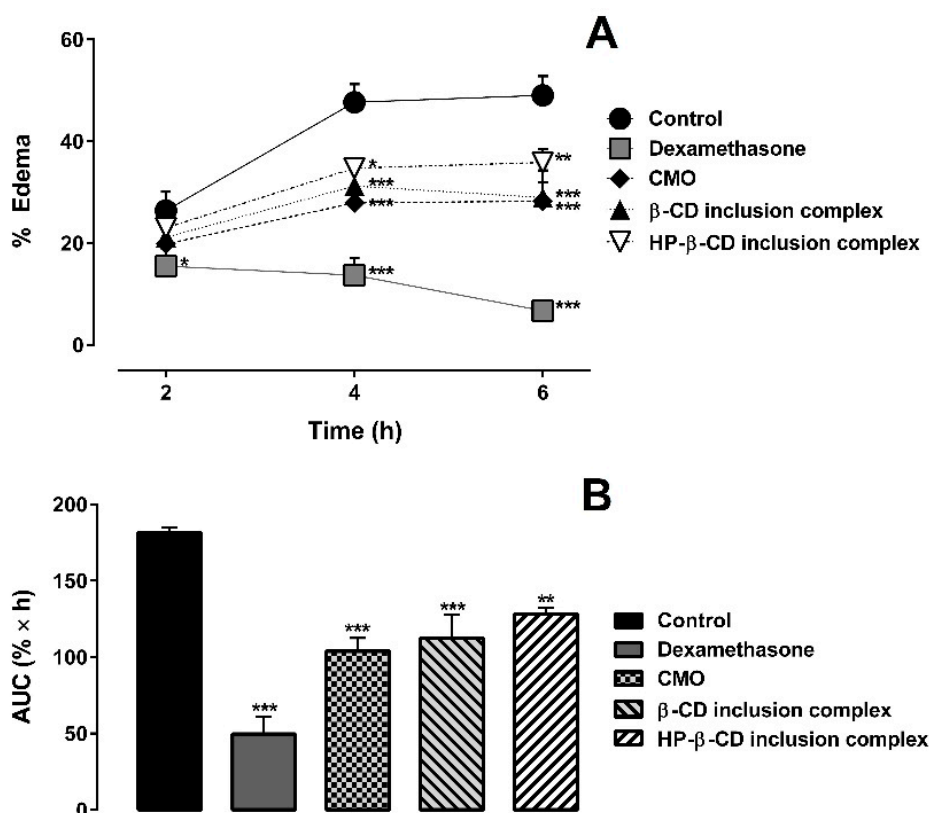 A
60
40
20
0
% Edema
*
***
***
*
***
**
***
***
***
2
4
6
Time (h)
Control
Dexamethasone
CMO
β-CD inclusion complex
HP-β-CD inclusion complex
B
200
150
100
50
0
AUC (% × h)
***
***
***
**
Control
Dexamethasone
CMO
β-CD inclusion complex
HP-β-CD inclusion complex